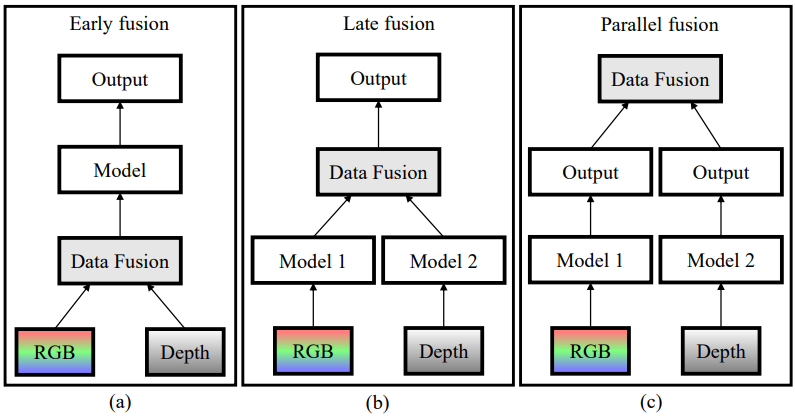 Early fusion
Output
Model
Data Fusion
RGB
Depth
(a)
Late fusion
Output
Data Fusion
Model 1
Model 2
RGB
Depth
(b)
Parallel fusion
Data Fusion
Output
Output
Model 1
Model 2
RGB
Depth
(c)